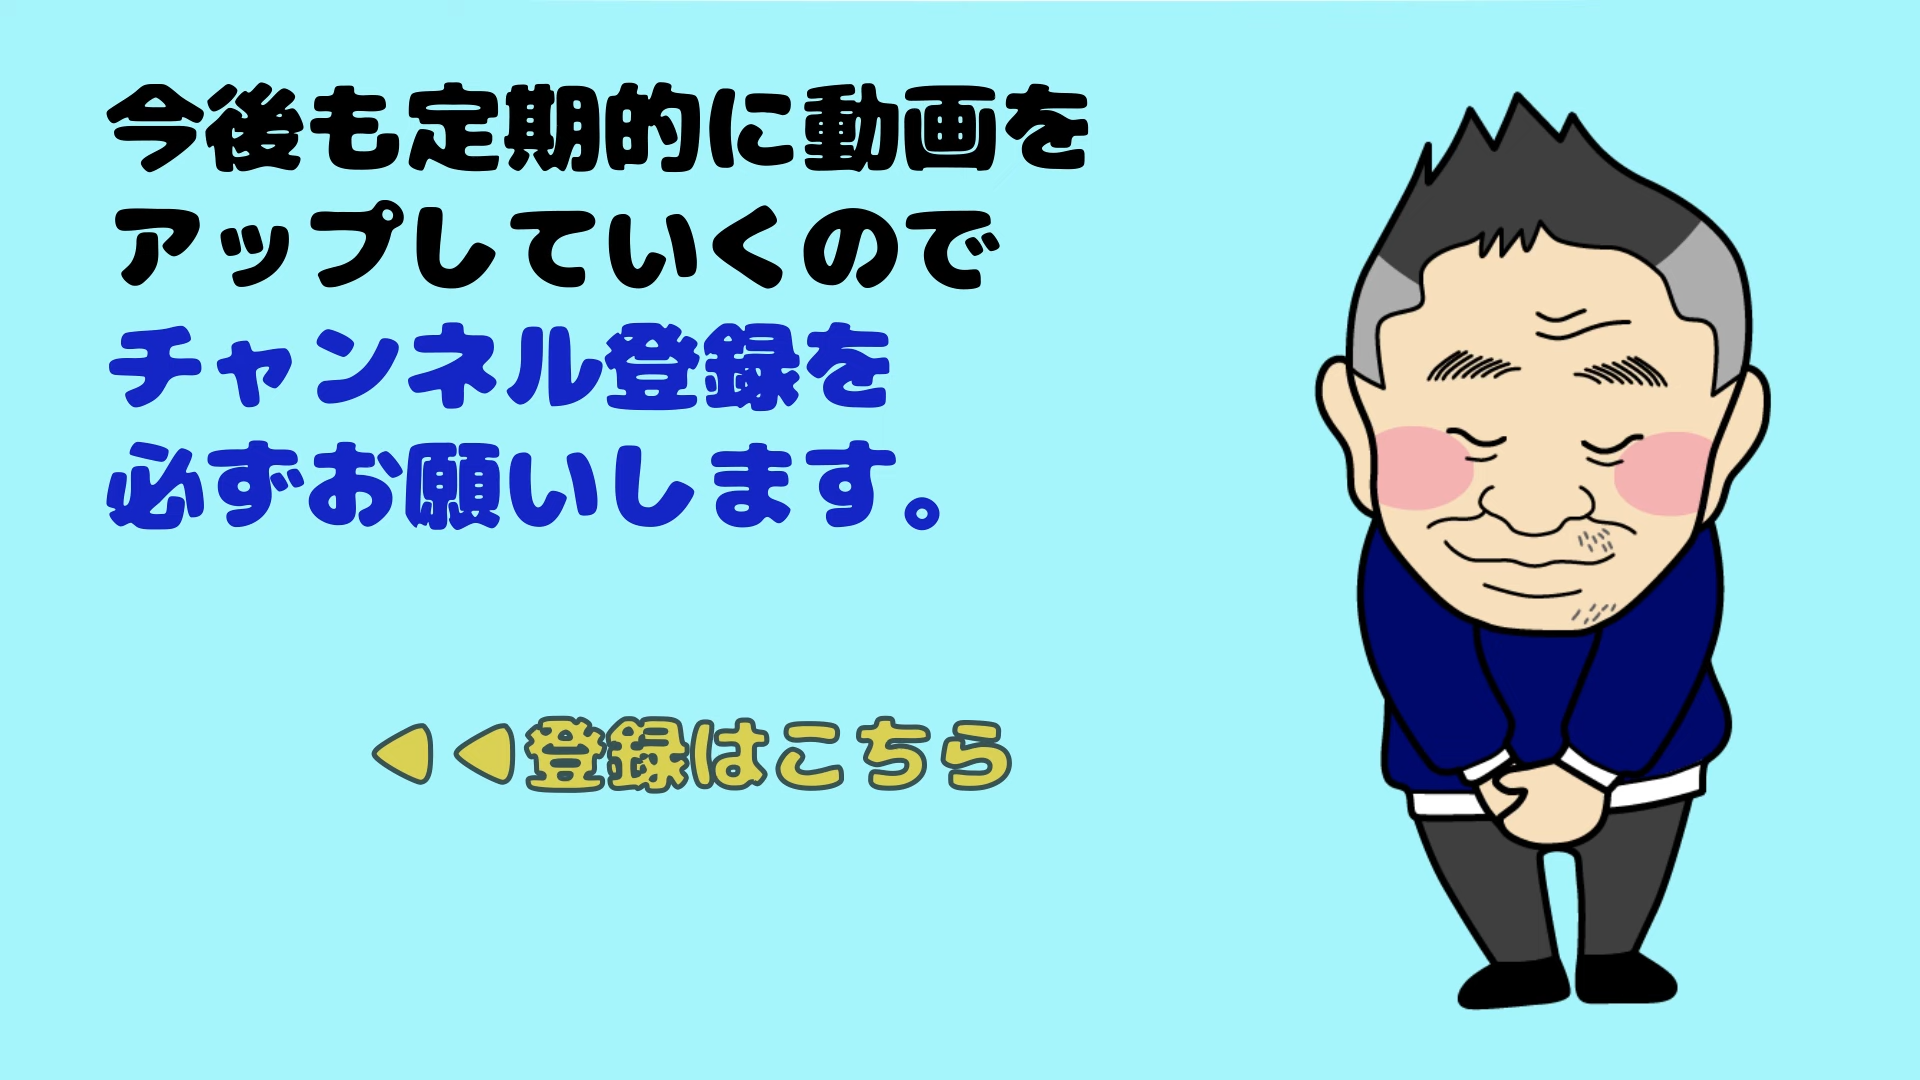 今後も定期的に動画を
アップしていくので
チャンネル登録を
必ずお願いします。
◀◀登録はこちら